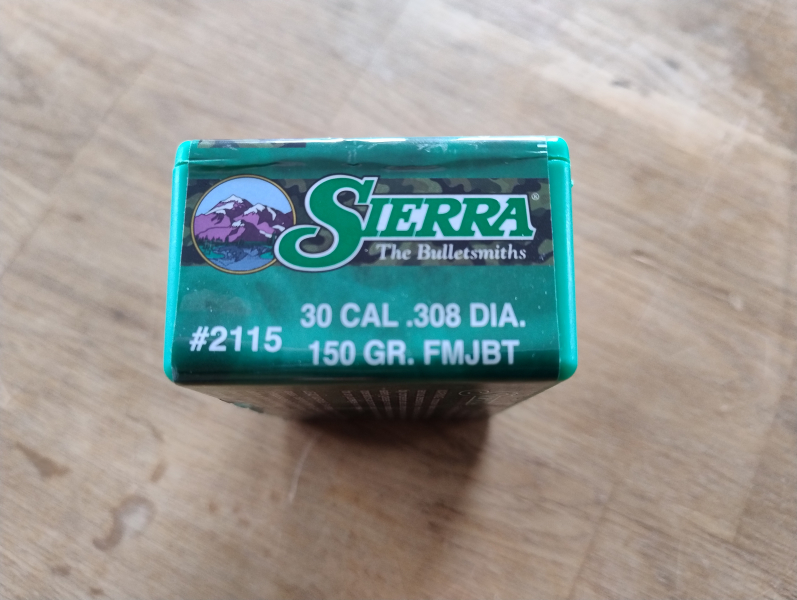 SIERRA®
The Bulletsmiths
#2115
30 CAL .308 DIA.
150 GR. FMJBT